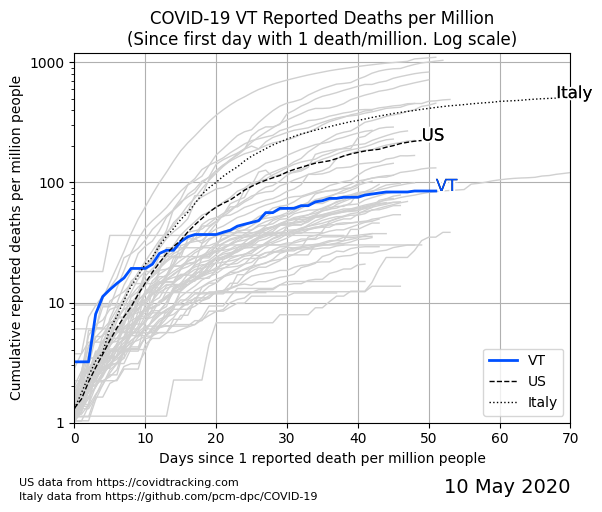 COVID-19 VT Reported Deaths per Million
(Since first day with 1 death/million. Log scale)
Cumulative reported deaths per million people
1000
100
10
1
Italy
US
VT
VT
US
Italy
0 10 20 30 40 50 60 70
Days since 1 reported death per million people
US data from https://covidtracking.com
Italy data from https://github.com/pcm-dpc/COVID-19
10 May 2020